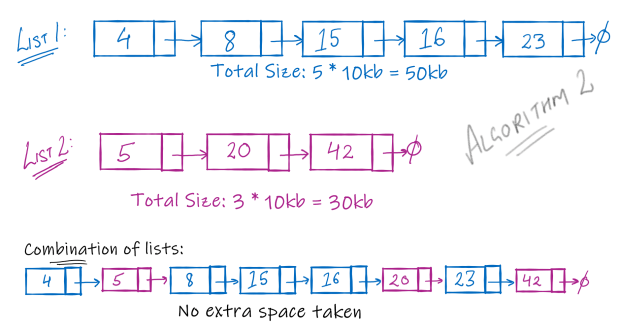 LIST 1:
4 8 15 16 23 ϕ
Total Size: 5 * 10kb = 50kb
ALGORITHM 2
LIST 2:
5 20 42 ϕ
Total Size: 3 * 10kb = 30kb
Combination of lists:
4 5 8 15 16 20 23 42 ϕ
No extra space taken